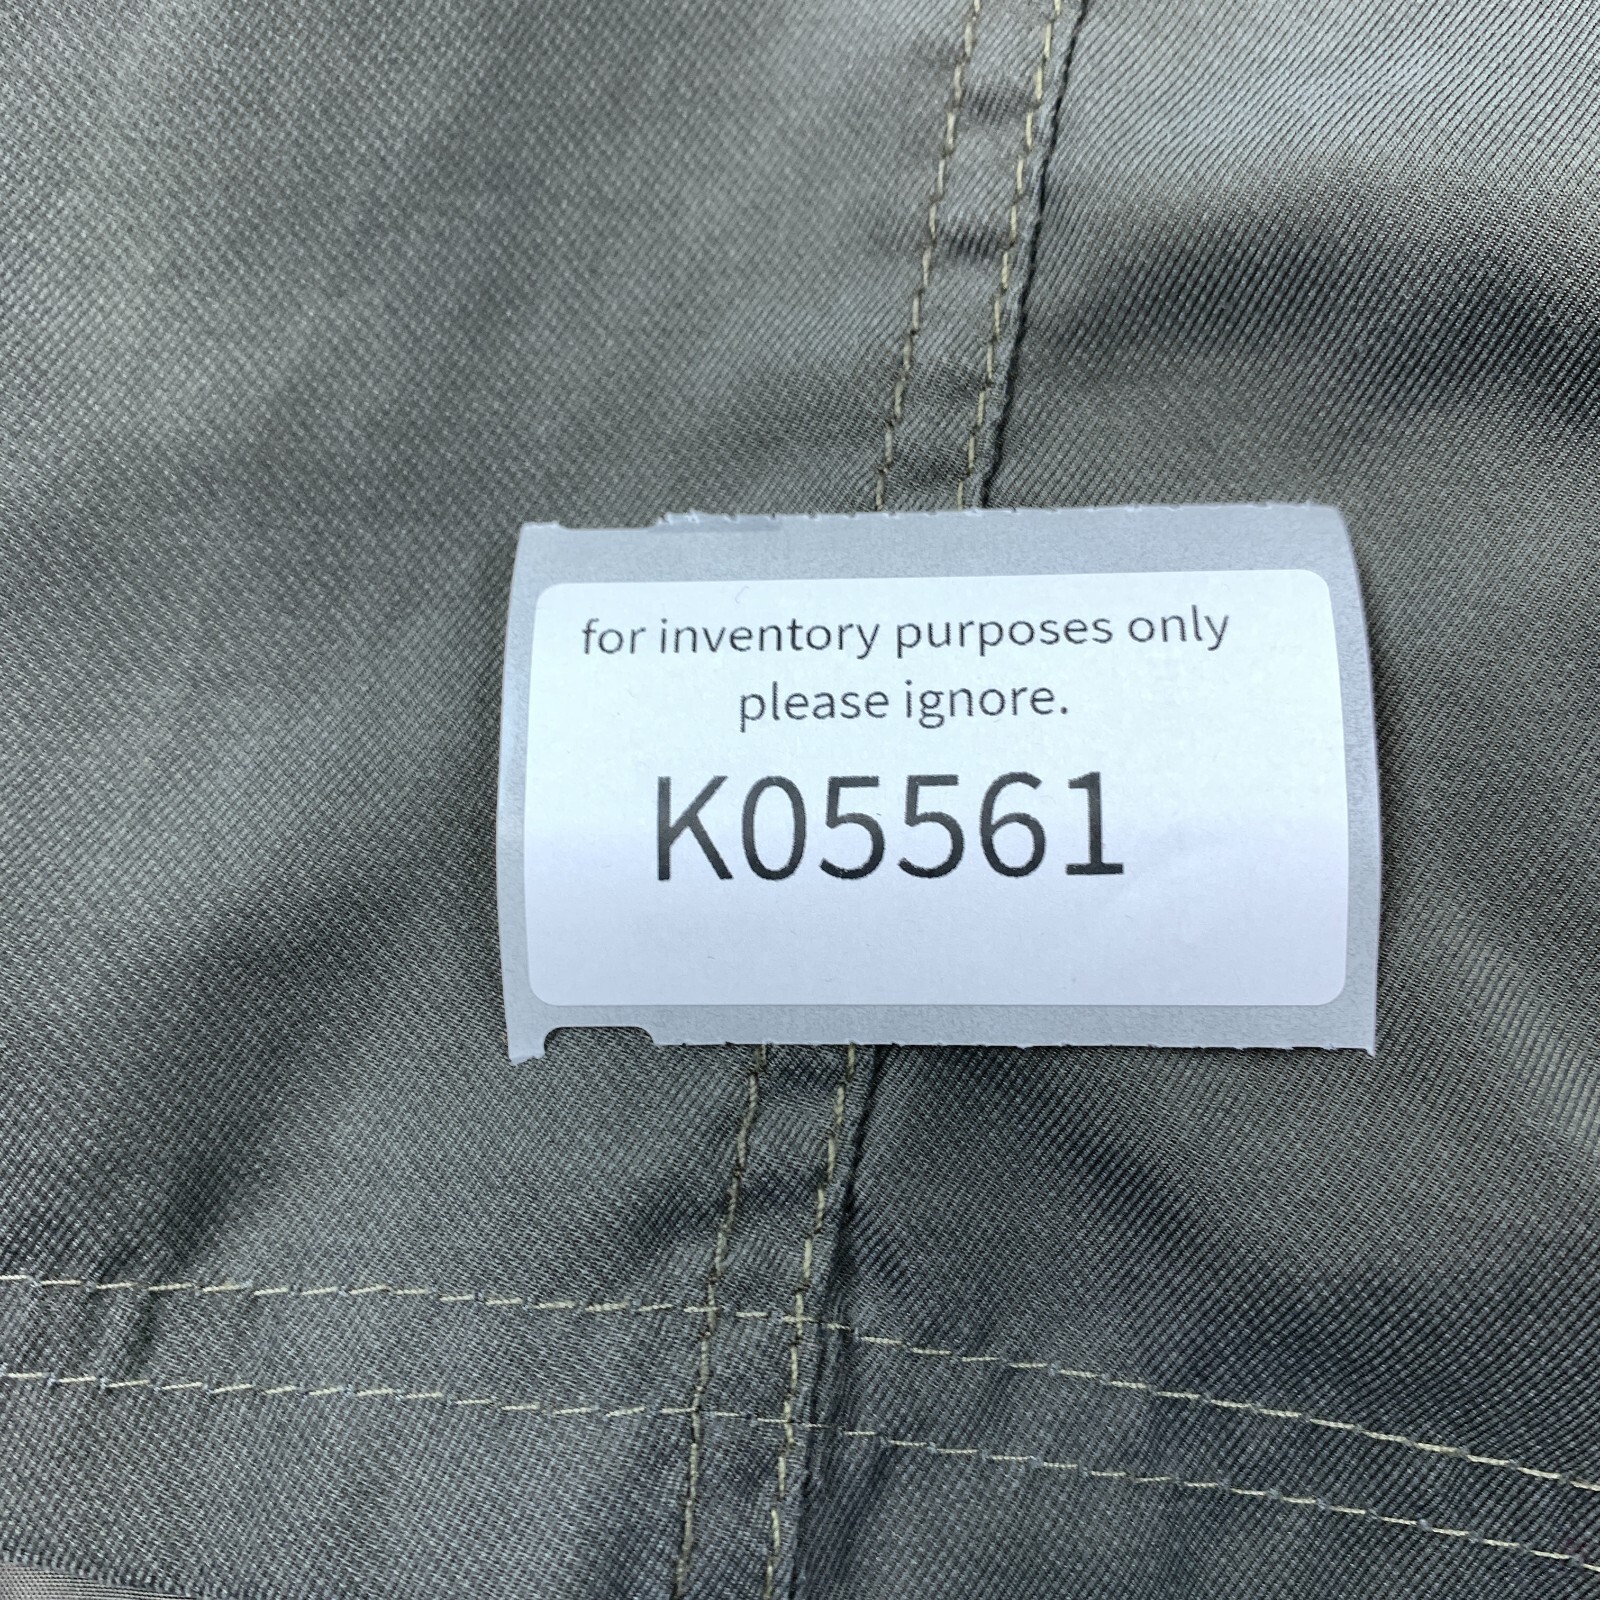 for inventory purposes only
please ignore.
K05561